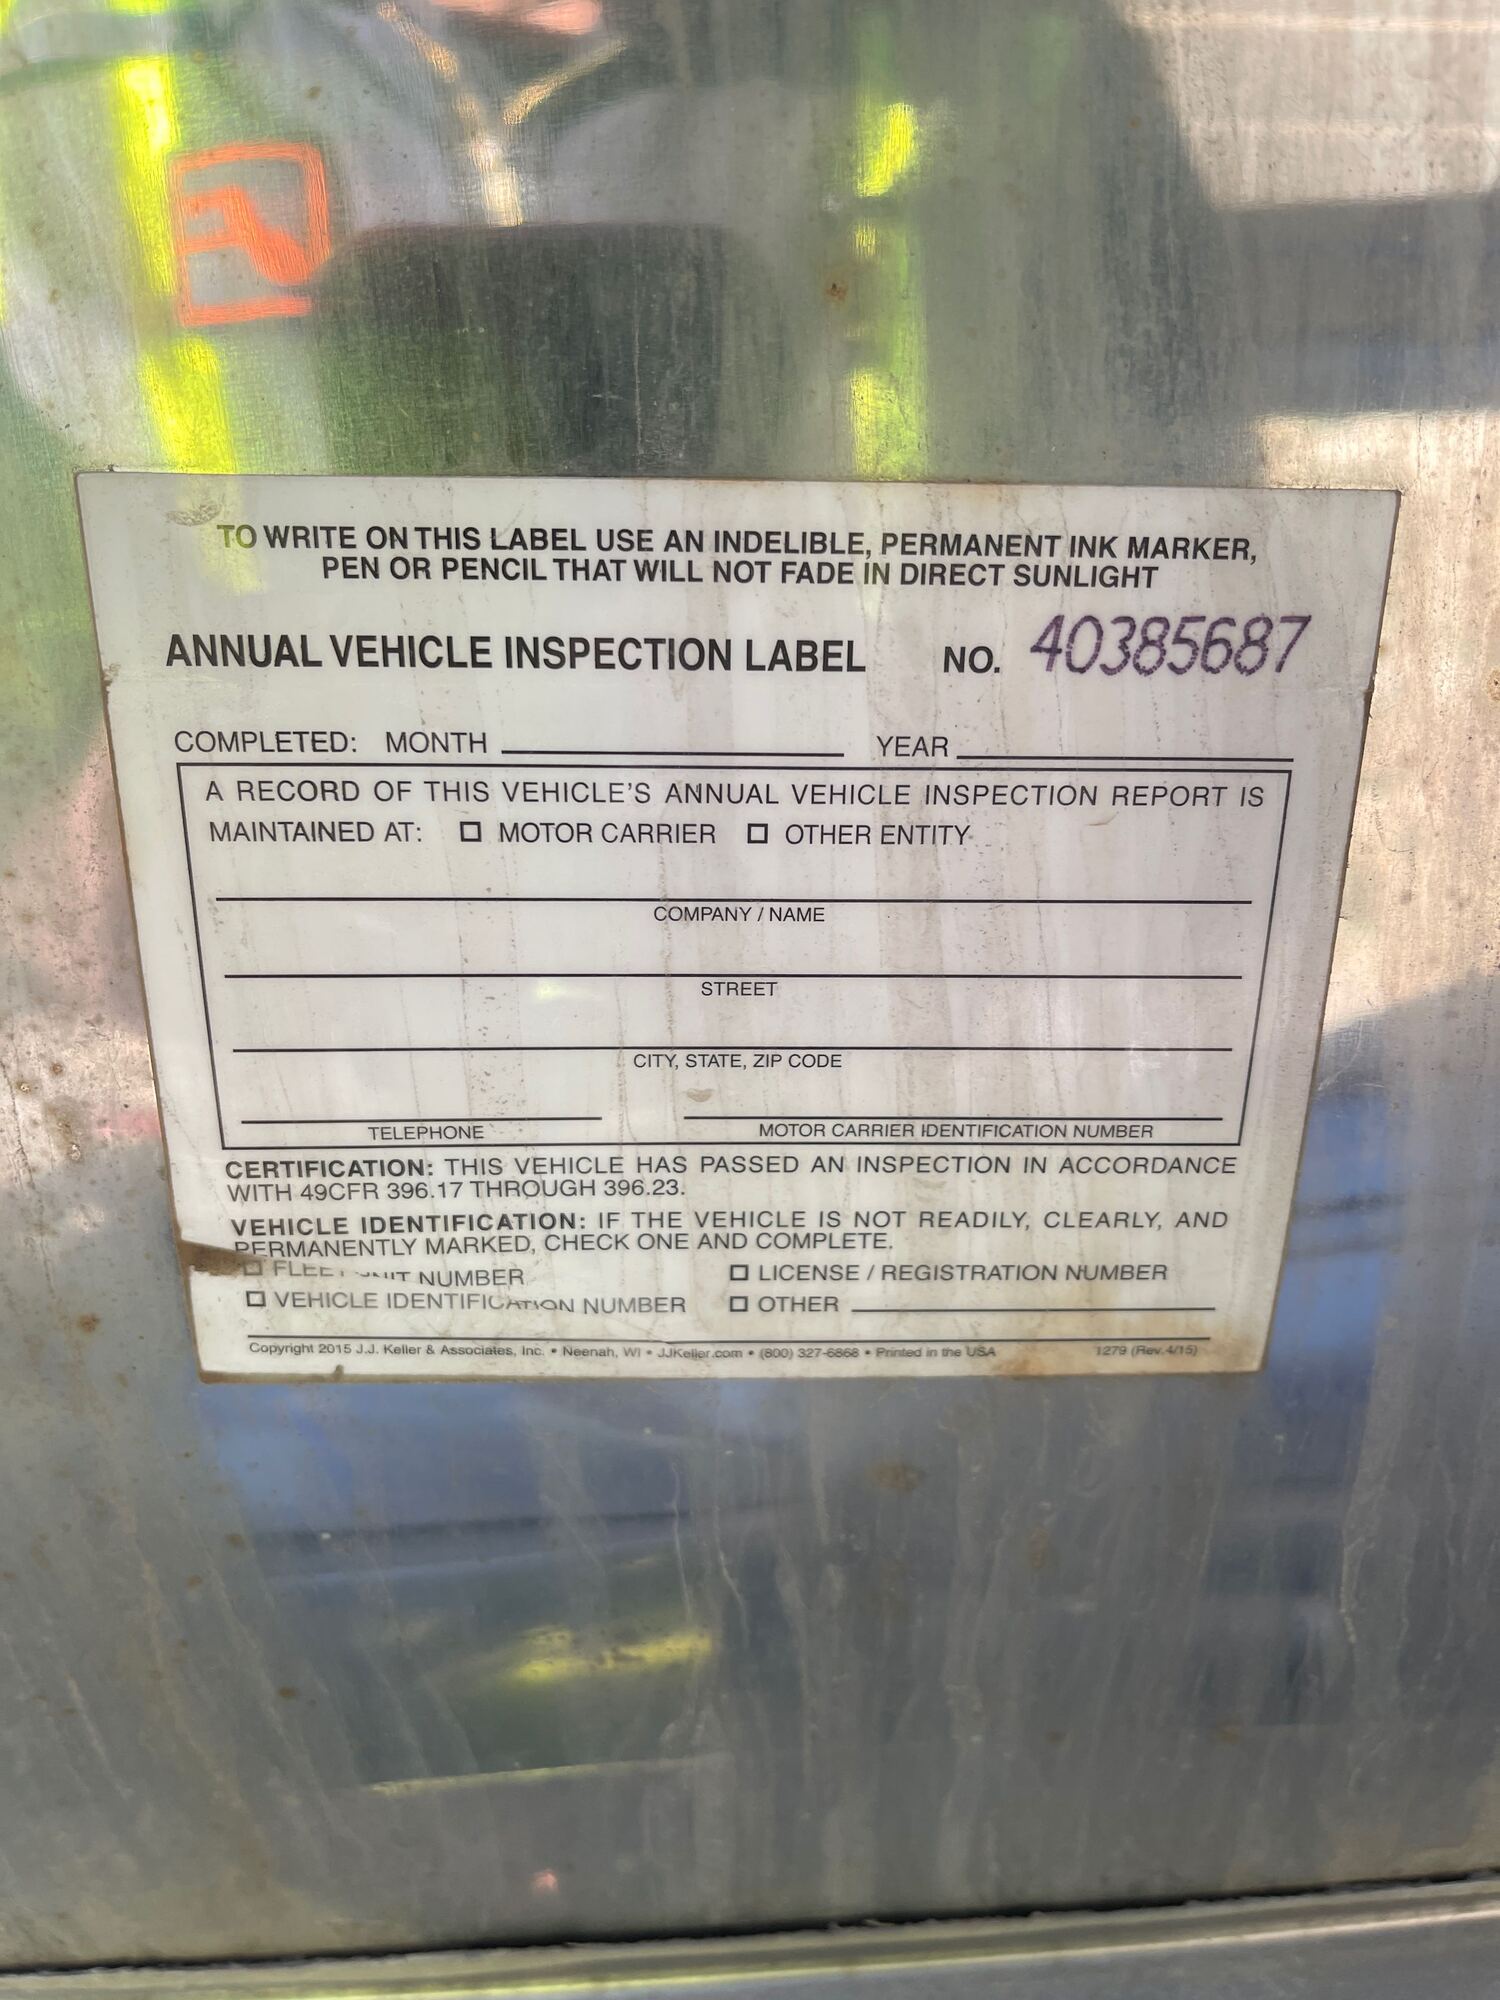 TO WRITE ON THIS LABEL USE AN INDELIBLE, PERMANENT INK MARKER,
PEN OR PENCIL THAT WILL NOT FADE IN DIRECT SUNLIGHT
ANNUAL VEHICLE INSPECTION LABEL NO. 40385687
COMPLETED: MONTH YEAR
A RECORD OF THIS VEHICLE'S ANNUAL VEHICLE INSPECTION REPORT IS
MAINTAINED AT: ☐ MOTOR CARRIER ☐ OTHER ENTITY
COMPANY / NAME
STREET
CITY, STATE, ZIP CODE
TELEPHONE MOTOR CARRIER IDENTIFICATION NUMBER
CERTIFICATION: THIS VEHICLE HAS PASSED AN INSPECTION IN ACCORDANCE
WITH 49CFR 396.17 THROUGH 396.23.
VEHICLE IDENTIFICATION: IF THE VEHICLE IS NOT READILY, CLEARLY, AND
PERMANENTLY MARKED, CHECK ONE AND COMPLETE.
☐ FLEET UNIT NUMBER ☐ LICENSE / REGISTRATION NUMBER
☐ VEHICLE IDENTIFICATION NUMBER ☐ OTHER
Copyright 2015 J.J. Keller & Associates, Inc. • Neenah, WI • JJKeller.com • (800) 327-6868 • Printed in the USA 1279 (Rev. 4/15)